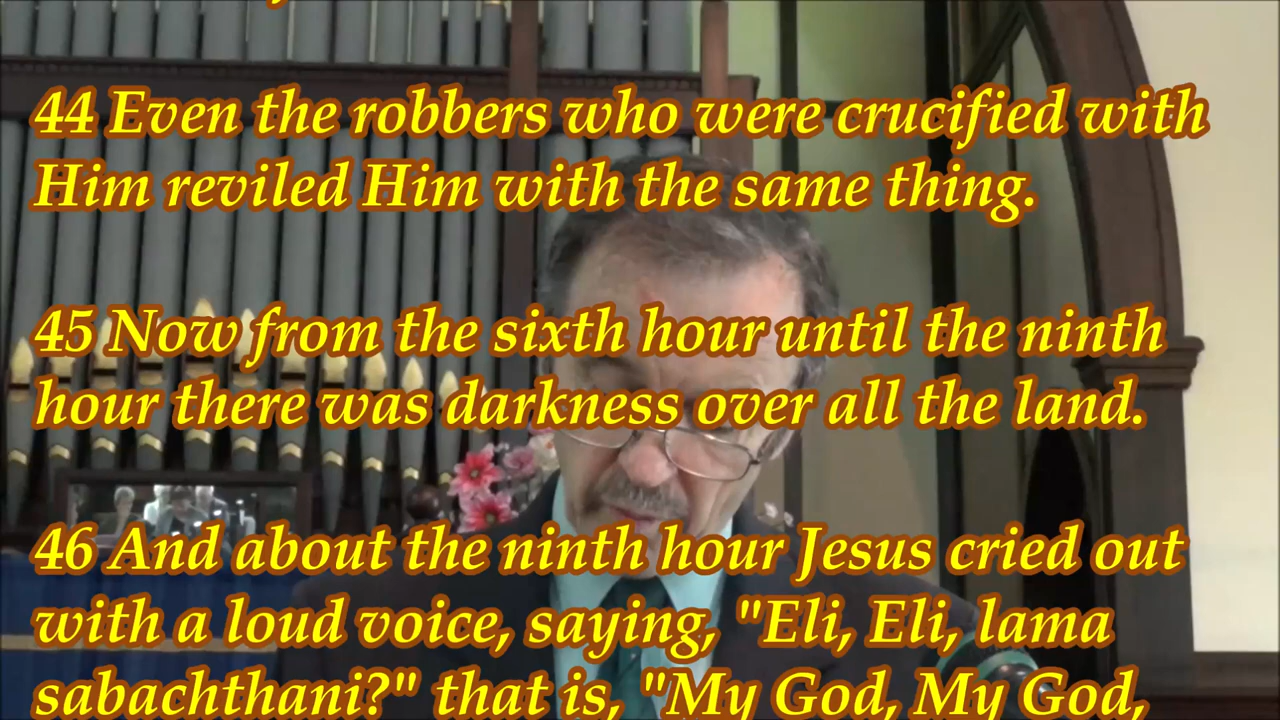 44 Even the robbers who were crucified with
Him reviled Him with the same thing.
45 Now from the sixth hour until the ninth
hour there was darkness over all the land.
46 And about the ninth hour Jesus cried out
with a loud voice, saying, "Eli, Eli, lama
sabachthani?" that is, "My God, My God,